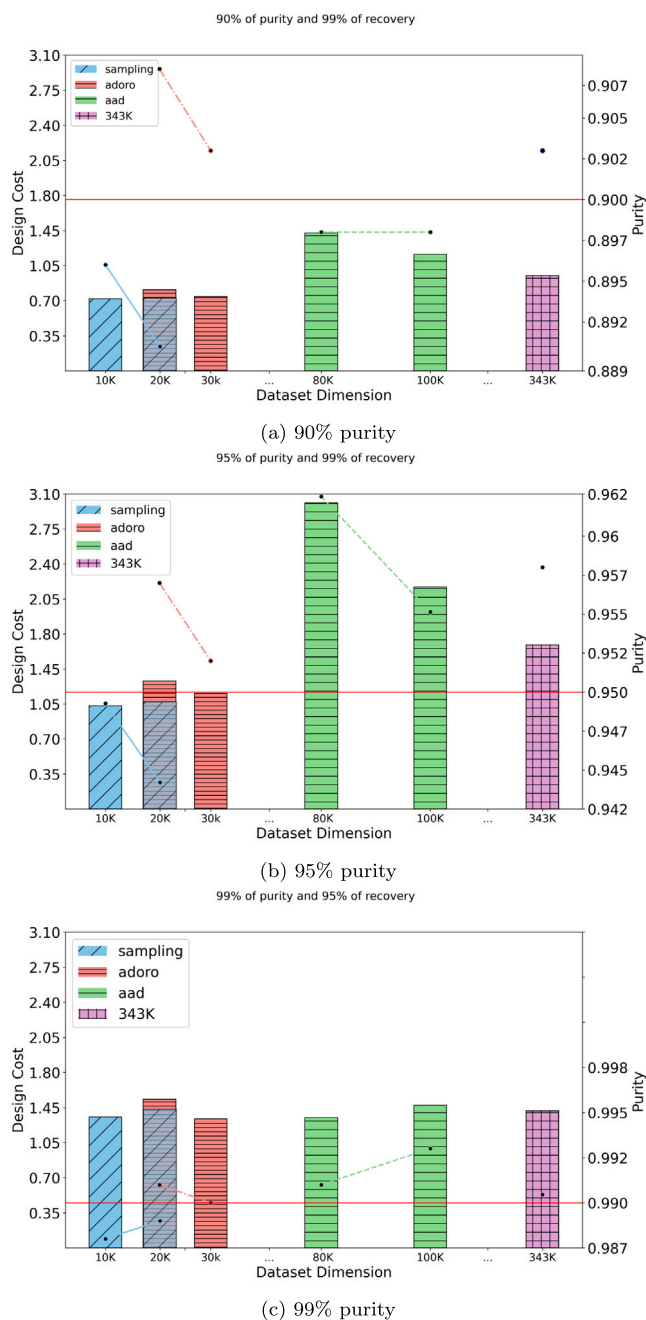 90% of purity and 99% of recovery
3.10
2.75
2.40
2.05
1.80
1.45
1.05
0.70
0.35
Design Cost
sampling
adoro
aad
343K
0.907
0.905
0.902
0.900
0.897
0.895
0.892
0.889
Purity
10K 20K 30k ... 80K 100K ... 343K
Dataset Dimension
(a) 90% purity
95% of purity and 99% of recovery
3.10
2.75
2.40
2.05
1.80
1.45
1.05
0.70
0.35
Design Cost
sampling
adoro
aad
343K
0.962
0.96
0.957
0.955
0.952
0.950
0.947
0.945
0.942
Purity
10K 20K 30k ... 80K 100K ... 343K
Dataset Dimension
(b) 95% purity
99% of purity and 95% of recovery
3.10
2.75
2.40
2.05
1.80
1.45
1.05
0.70
0.35
Design Cost
sampling
adoro
aad
343K
0.998
0.995
0.992
0.990
0.987
Purity
10K 20K 30k ... 80K 100K ... 343K
Dataset Dimension
(c) 99% purity